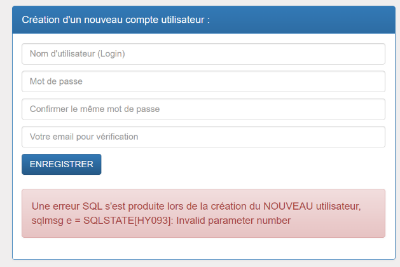 Création d'un nouveau compte utilisateur :
Nom d'utilisateur (Login)
Mot de passe
Confirmer le même mot de passe
Votre email pour vérification
ENREGISTRER
Une erreur SQL s'est produite lors de la création du NOUVEAU utilisateur,
sqlmsg e = SQLSTATE[HY093]: Invalid parameter number